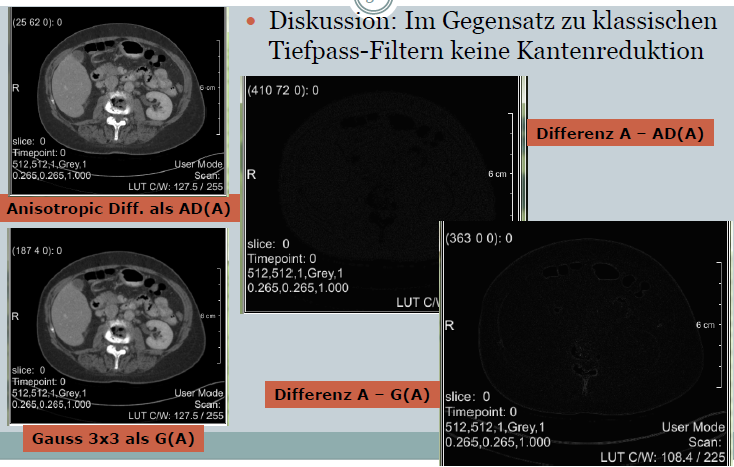 • Diskussion: Im Gegensatz zu klassischen
Tiefpass-Filtern keine Kantenreduktion
(25 62 0): 0
R
6 cm
slice: 0
Timepoint: 0
512,512,1,Grey,1
0.265,0.265,1.000
User Mode
Scan:
LUT C/W: 127.5 / 255
Anisotropic Diff. als AD(A)
(410 72 0): 0
R
6 cm
slice: 0
Timepoint: 0
512,512,1,Grey,1
0.265,0.265,1.000
LUT C/
Differenz A – AD(A)
(187 4 0): 0
R
6 cm
slice: 0
Timepoint: 0
512,512,1,Grey,1
0.265,0.265,1.000
User Mode
Scan:
LUT C/W: 127.5 / 255
Gauss 3x3 als G(A)
(363 0 0): 0
R
6 cm
slice: 0
Timepoint: 0
512,512,1,Grey,1
0.265,0.265,1.000
User Mode
Scan:
LUT C/W: 108.4 / 225
Differenz A – G(A)